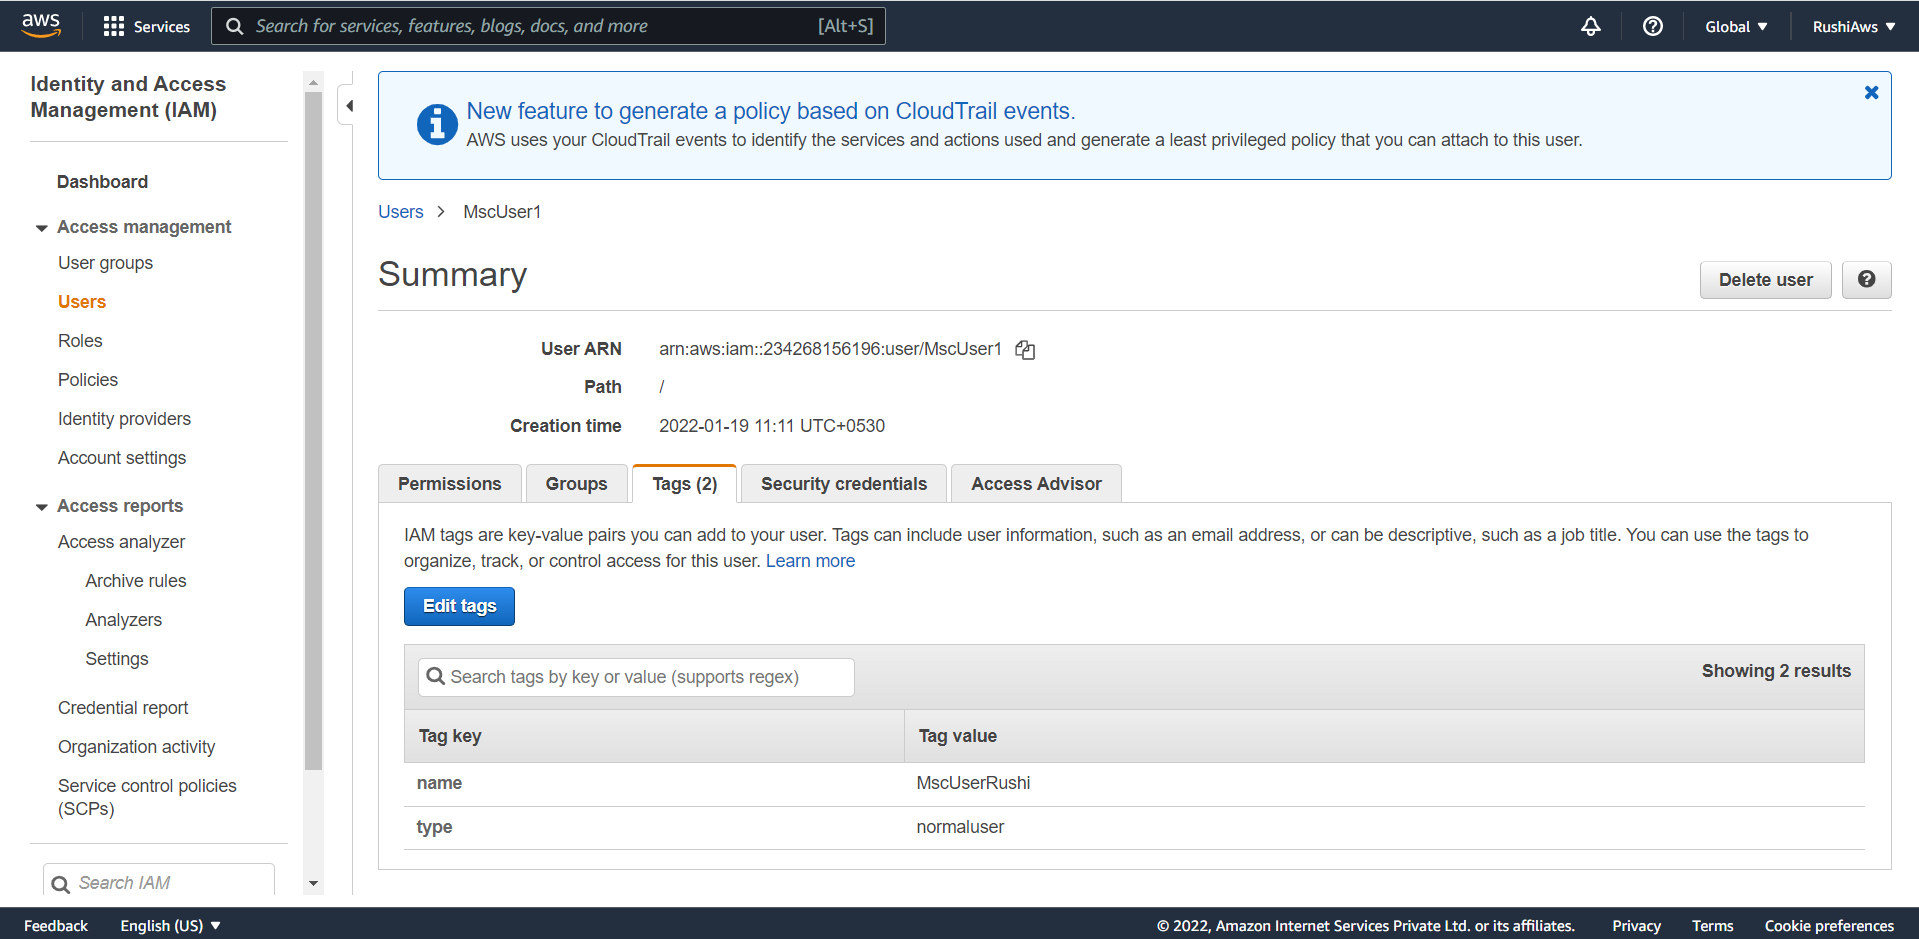 aws
Services
Search for services, features, blogs, docs, and more
[Alt+S]
Global
RushiAws
Identity and Access
Management (IAM)
Dashboard
Access management
User groups
Users
Roles
Policies
Identity providers
Account settings
Access reports
Access analyzer
Archive rules
Analyzers
Settings
Credential report
Organization activity
Service control policies
(SCPs)
Search IAM
New feature to generate a policy based on CloudTrail events.
AWS uses your CloudTrail events to identify the services and actions used and generate a least privileged policy that you can attach to this user.
Users > MscUser1
Summary
Delete user
User ARN arn:aws:iam::234268156196:user/MscUser1
Path /
Creation time 2022-01-19 11:11 UTC+0530
Permissions Groups Tags (2) Security credentials Access Advisor
IAM tags are key-value pairs you can add to your user. Tags can include user information, such as an email address, or can be descriptive, such as a job title. You can use the tags to
organize, track, or control access for this user. Learn more
Edit tags
Search tags by key or value (supports regex)
Showing 2 results
Tag key Tag value
name MscUserRushi
type normaluser
Feedback English (US)
© 2022, Amazon Internet Services Private Ltd. or its affiliates. Privacy Terms Cookie preferences